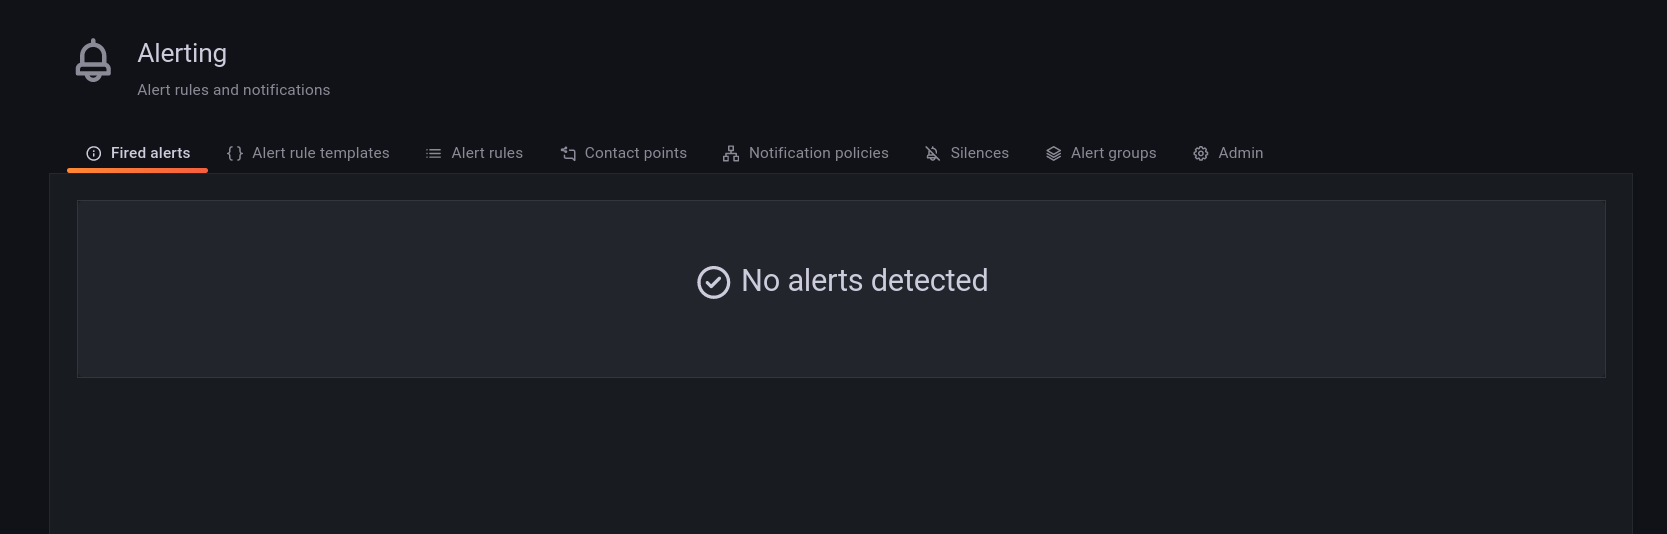 Alerting
Alert rules and notifications
Fired alerts Alert rule templates Alert rules Contact points Notification policies Silences Alert groups Admin
No alerts detected